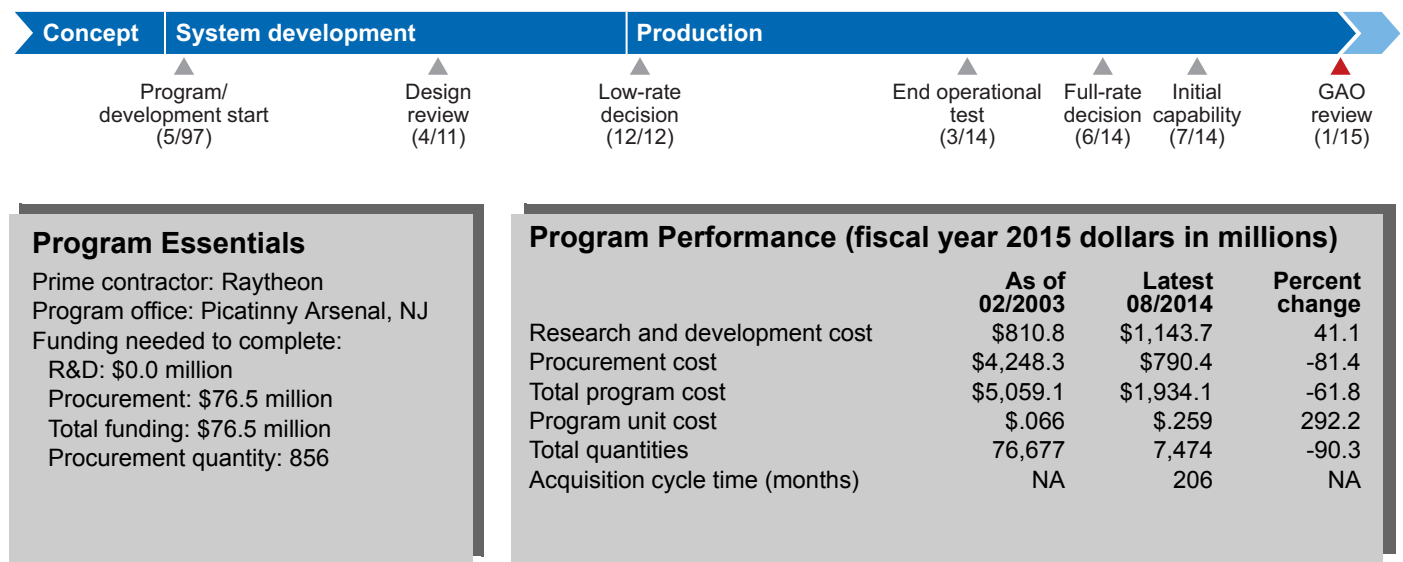 Concept System development Production
Program/
development start
(5/97)
Design
review
(4/11)
Low-rate
decision
(12/12)
End operational
test
(3/14)
Full-rate
decision
(6/14)
Initial
capability
(7/14)
GAO
review
(1/15)
Program Essentials
Prime contractor: Raytheon
Program office: Picatinny Arsenal, NJ
Funding needed to complete:
R&D: $0.0 million
Procurement: $76.5 million
Total funding: $76.5 million
Procurement quantity: 856
Program Performance (fiscal year 2015 dollars in millions)
As of Latest Percent
02/2003 08/2014 change
Research and development cost $810.8 $1,143.7 41.1
Procurement cost $4,248.3 $790.4 -81.4
Total program cost $5,059.1 $1,934.1 -61.8
Program unit cost $.066 $.259 292.2
Total quantities 76,677 7,474 -90.3
Acquisition cycle time (months) NA 206 NA